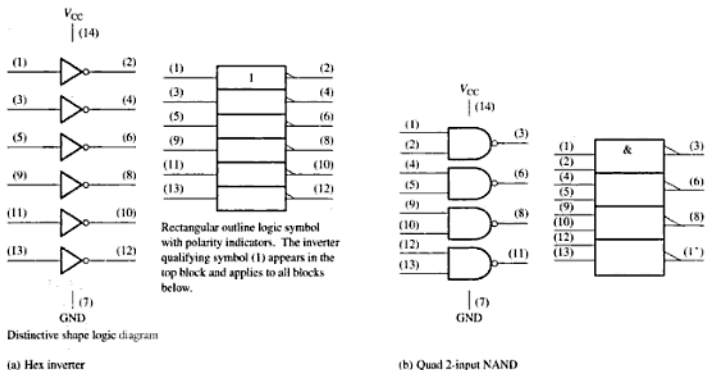 V_CC
(14)
(1) (2)
(3) (4)
(5) (6)
(9) (8)
(11) (10)
(13) (12)
(7)
GND
Distinctive shape logic diagram
(1) 1 (2)
(3) (4)
(5) (6)
(9) (8)
(11) (10)
(13) (12)
Rectangular outline logic symbol
with polarity indicators. The inverter
qualifying symbol (1) appears in the
top block and applies to all blocks
below.
(a) Hex inverter
V_CC
(14)
(1)
(2) (3)
(4)
(5) (6)
(9)
(10) (8)
(12)
(13) (11)
(7)
GND
(1) & (3)
(2)
(4)
(5) (6)
(9)
(10) (8)
(12)
(13)
(b) Quad 2-input NAND